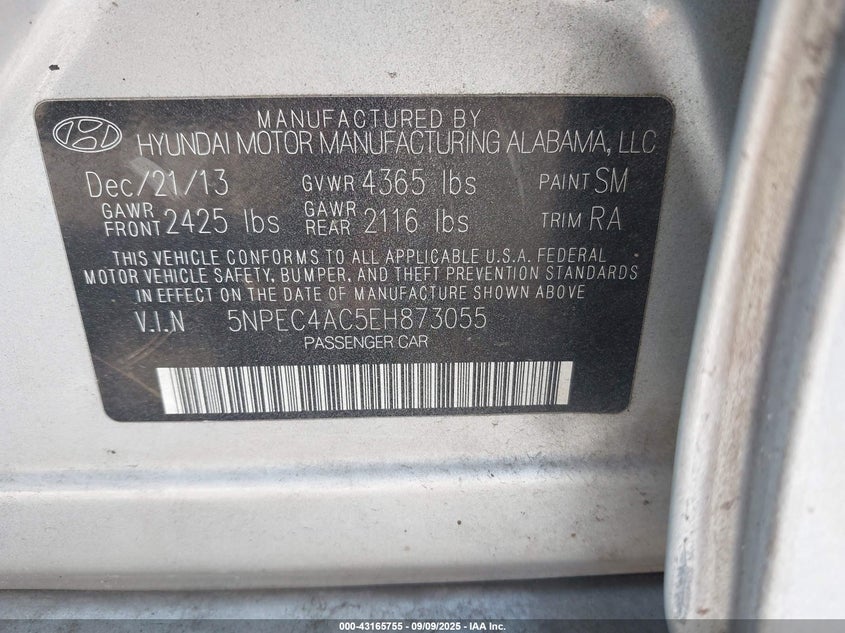 MANUFACTURED BY
HYUNDAI MOTOR MANUFACTURING ALABAMA, LLC
Dec/21/13 GVWR 4365 lbs PAINT SM
GAWR FRONT 2425 lbs GAWR REAR 2116 lbs TRIM RA
THIS VEHICLE CONFORMS TO ALL APPLICABLE U.S.A. FEDERAL
MOTOR VEHICLE SAFETY, BUMPER, AND THEFT PREVENTION STANDARDS
IN EFFECT ON THE DATE OF MANUFACTURE SHOWN ABOVE
V.I.N 5NPEC4AC5EH873055
PASSENGER CAR
000-43165755 - 09/09/2025 - IAA Inc.